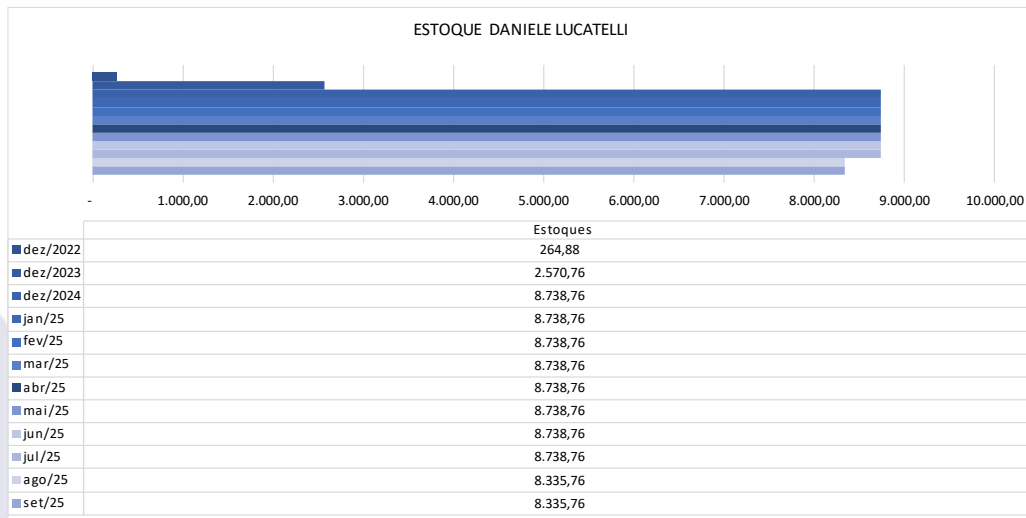 ESTOQUE DANIELE LUCATELLI
- 1.000,00 2.000,00 3.000,00 4.000,00 5.000,00 6.000,00 7.000,00 8.000,00 9.000,00 10.000,00
Estoques
dez/2022 264,88
dez/2023 2.570,76
dez/2024 8.738,76
jan/25 8.738,76
fev/25 8.738,76
mar/25 8.738,76
abr/25 8.738,76
mai/25 8.738,76
jun/25 8.738,76
jul/25 8.738,76
ago/25 8.335,76
set/25 8.335,76